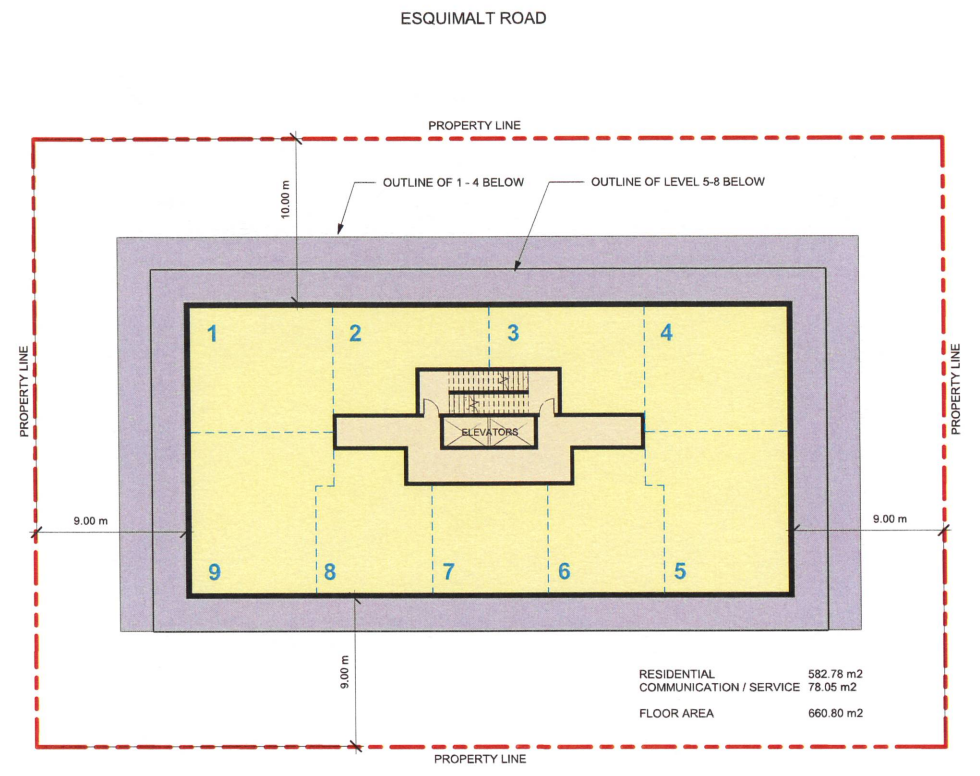 ESQUIMALT ROAD
PROPERTY LINE
OUTLINE OF 1 - 4 BELOW
OUTLINE OF LEVEL 5-8 BELOW
10.00 m
1
2
3
4
PROPERTY LINE
PROPERTY LINE
ELEVATORS
9.00 m
9.00 m
9
8
7
6
5
9.00 m
RESIDENTIAL 582.78 m2
COMMUNICATION / SERVICE 78.05 m2
FLOOR AREA 660.80 m2
PROPERTY LINE